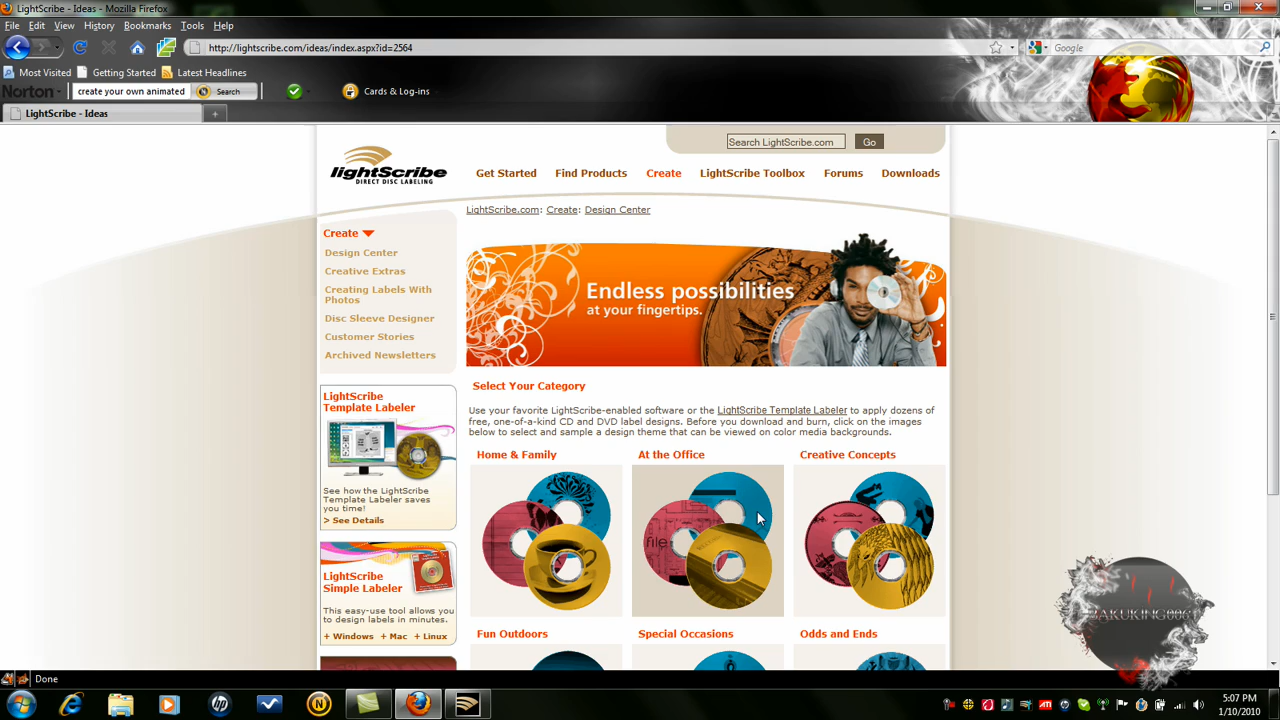 LightScribe - Ideas - Mozilla Firefox
File Edit View History Bookmarks Tools Help
http://lightscribe.com/ideas/index.aspx?id=2564
Google
Most Visited Getting Started Latest Headlines
Norton create your own animated Search Cards & Log-ins
LightScribe - Ideas
Search LightScribe.com Go
lightScribe
DIRECT DISC LABELING
Get Started Find Products Create LightScribe Toolbox Forums Downloads
LightScribe.com: Create: Design Center
Create
Design Center
Creative Extras
Creating Labels With
Photos
Disc Sleeve Designer
Customer Stories
Archived Newsletters
Endless possibilities
at your fingertips.
Select Your Category
Use your favorite LightScribe-enabled software or the LightScribe Template Labeler to apply dozens of
free, one-of-a-kind CD and DVD label designs. Before you download and burn, click on the images
below to select and sample a design theme that can be viewed on color media backgrounds.
LightScribe
Template Labeler
See how the LightScribe
Template Labeler saves
you time!
> See Details
LightScribe
Simple Labeler
This easy-use tool allows you
to design labels in minutes.
+ Windows + Mac + Linux
Home & Family At the Office Creative Concepts
file
Fun Outdoors Special Occasions Odds and Ends
Done
5:07 PM
1/10/2010